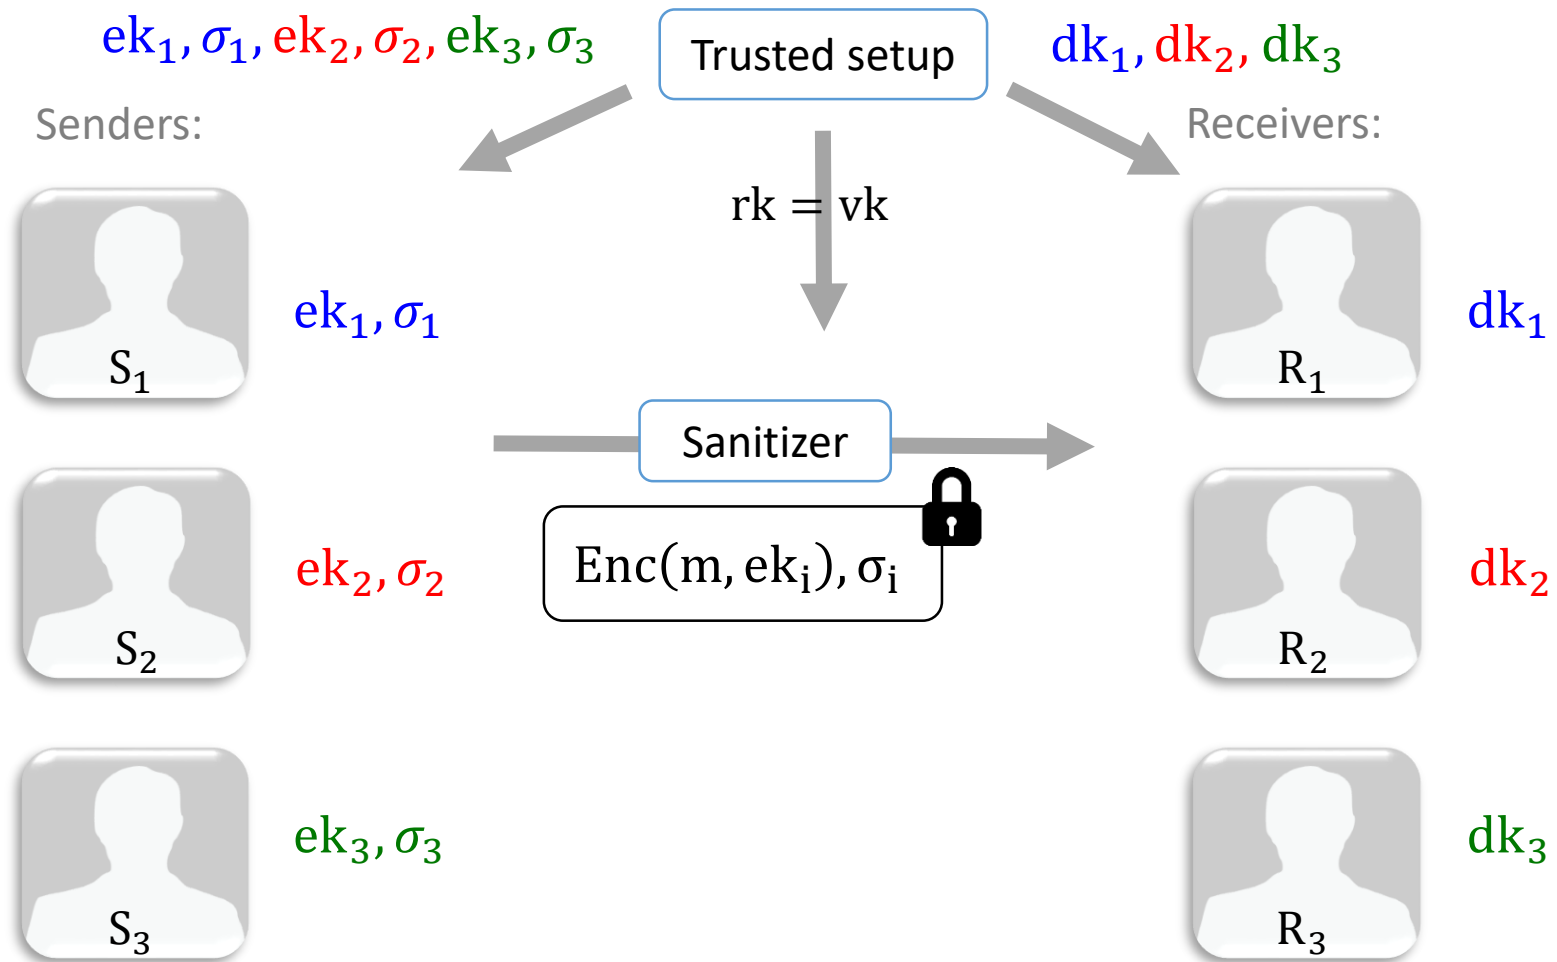 ek₁, σ₁, ek₂, σ₂, ek₃, σ₃
Trusted setup
dk₁, dk₂, dk₃
Senders:
Receivers:
rk = vk
ek₁, σ₁
dk₁
S₁
R₁
Sanitizer
Enc(m, ekᵢ), σᵢ
ek₂, σ₂
dk₂
S₂
R₂
ek₃, σ₃
dk₃
S₃
R₃